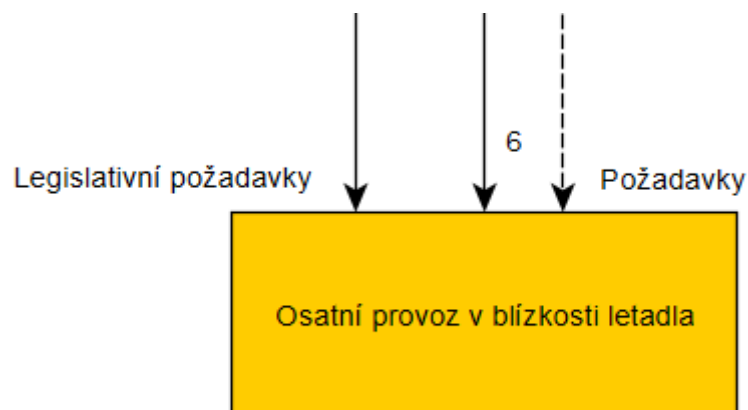 6
Legislativní požadavky
Požadavky
Osatní provoz v blízkosti letadla